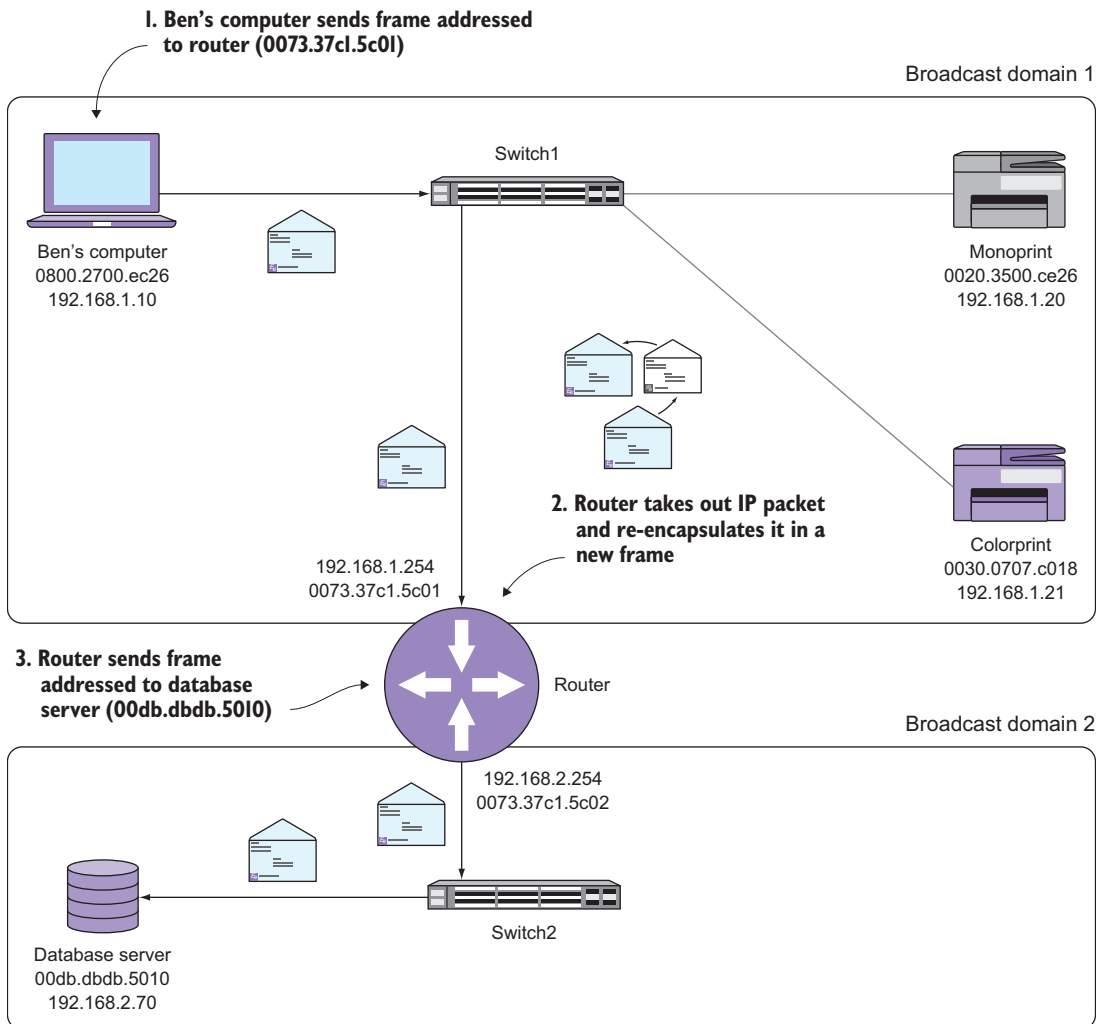 1. Ben's computer sends frame addressed
to router (0073.37c1.5c01)
Broadcast domain 1
Switch1
Ben's computer
0800.2700.ec26
192.168.1.10
Monoprint
0020.3500.ce26
192.168.1.20
2. Router takes out IP packet
and re-encapsulates it in a
new frame
Colorprint
0030.0707.c018
192.168.1.21
192.168.1.254
0073.37c1.5c01
3. Router sends frame
addressed to database
server (00db.dbdb.5010)
Router
Broadcast domain 2
192.168.2.254
0073.37c1.5c02
Switch2
Database server
00db.dbdb.5010
192.168.2.70